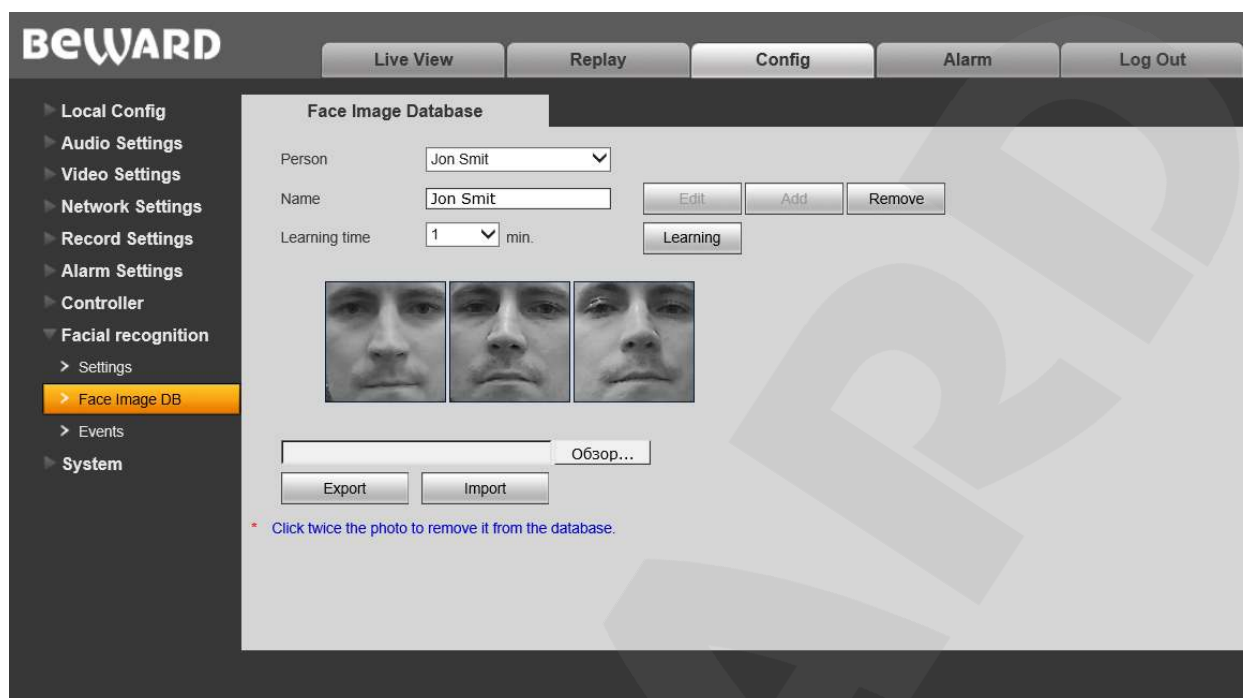 BEWARD
Live View Replay Config Alarm Log Out
Local Config
Audio Settings
Video Settings
Network Settings
Record Settings
Alarm Settings
Controller
Facial recognition
> Settings
> Face Image DB
> Events
System
Face Image Database
Person Jon Smit
Name Jon Smit Edit Add Remove
Learning time 1 min. Learning
Обзор...
Export Import
* Click twice the photo to remove it from the database.
ARD